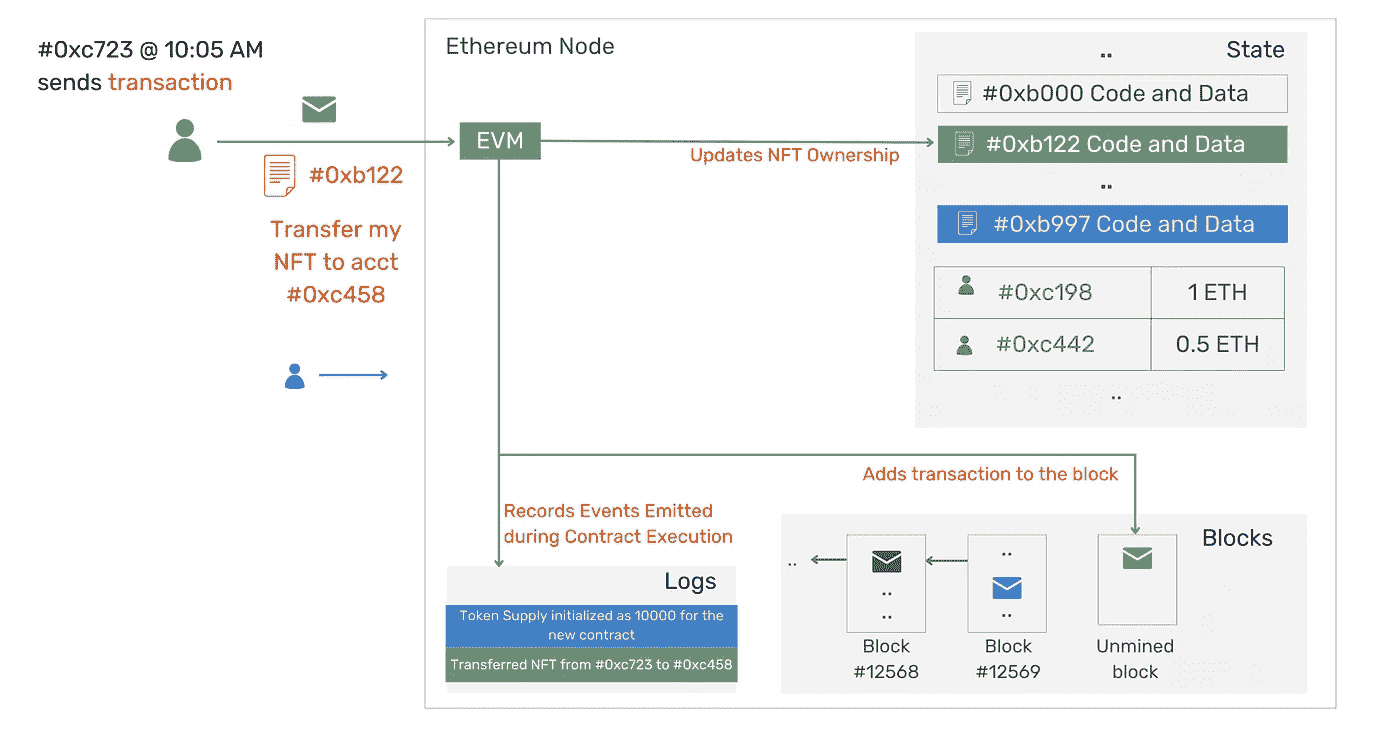 #0xc723 @ 10:05 AM
sends transaction
#0xb122
Transfer my
NFT to acct
#0xc458
Ethereum Node
EVM
Updates NFT Ownership
..
State
#0xb000 Code and Data
#0xb122 Code and Data
..
#0xb997 Code and Data
#0xc198
1 ETH
#0xc442
0.5 ETH
..
Records Events Emitted
during Contract Execution
Logs
Token Supply initialized as 10000 for the
new contract
Transferred NFT from #0xc723 to #0xc458
Adds transaction to the block
Blocks
..
..
..
Block
#12568
..
..
Block
#12569
Unmined
block